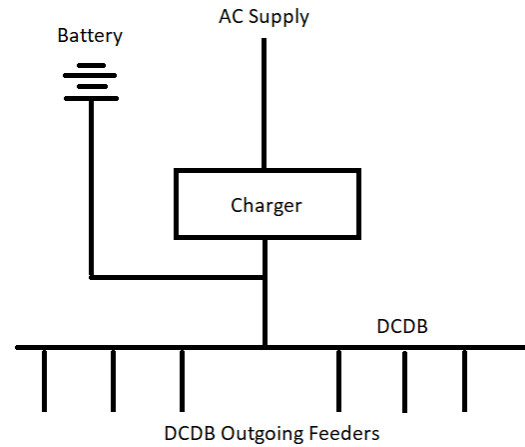 AC Supply
Battery
Charger
DCDB
DCDB Outgoing Feeders